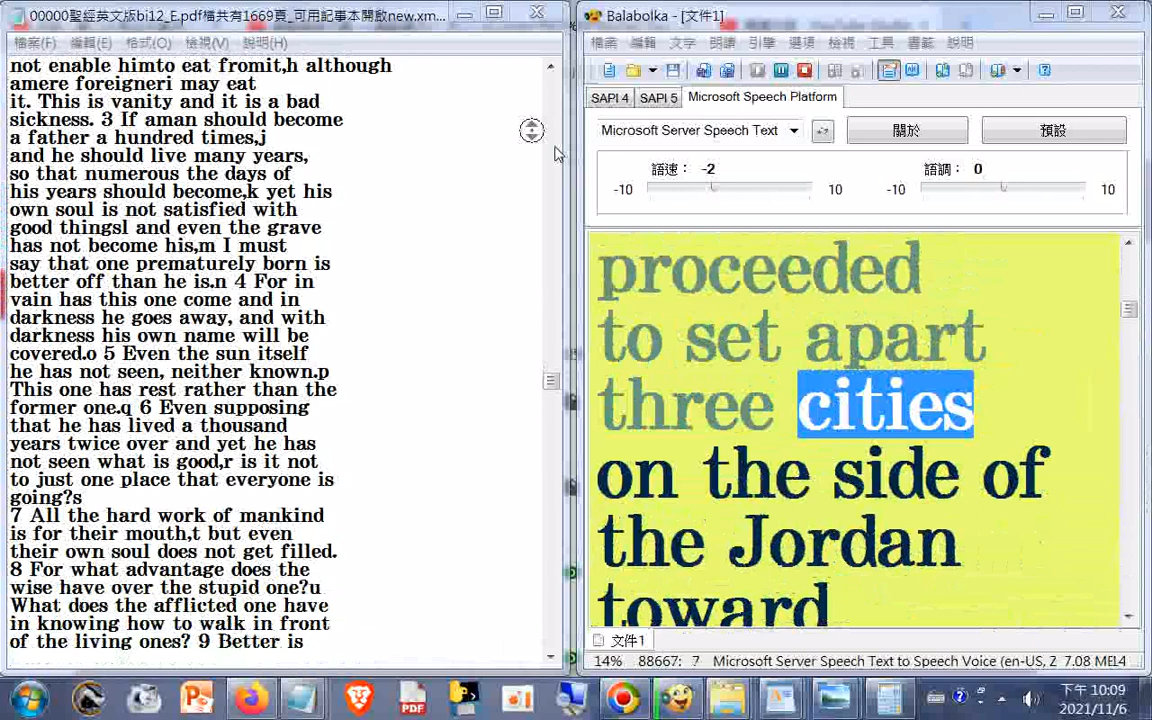 00000聖經英文版bi12_E.pdf檔共有1669頁_可用記事本開啟new.xm...
檔案(F) 編輯(E) 格式(O) 檢視(V) 說明(H)
not enable himto eat fromit,h although
amere foreigneri may eat
it. This is vanity and it is a bad
sickness. 3 If aman should become
a father a hundred times,j
and he should live many years,
so that numerous the days of
his years should become,k yet his
own soul is not satisfied with
good thingsl and even the grave
has not become his,m I must
say that one prematurely born is
better off than he is.n 4 For in
vain has this one come and in
darkness he goes away, and with
darkness his own name will be
covered.o 5 Even the sun itself
he has not seen, neither known.p
This one has rest rather than the
former one.q 6 Even supposing
that he has lived a thousand
years twice over and yet he has
not seen what is good,r is it not
to just one place that everyone is
going?s
7 All the hard work of mankind
is for their mouth,t but even
their own soul does not get filled.
8 For what advantage does the
wise have over the stupid one?u
What does the afflicted one have
in knowing how to walk in front
of the living ones? 9 Better is
Balabolka - [文件1]
檔案 編輯 文字 朗讀 引擎 選項 檢視 工具 書籤 說明
SAPI 4 SAPI 5 Microsoft Speech Platform
Microsoft Server Speech Text 關於 預設
語速： -2 語調： 0
-10 10 -10 10
proceeded
to set apart
three cities
on the side of
the Jordan
toward
文件1
14% 88667: 7 Microsoft Server Speech Text to Speech Voice (en-US, 2 7.08 MB
PDF
下午 10:09
2021/11/6